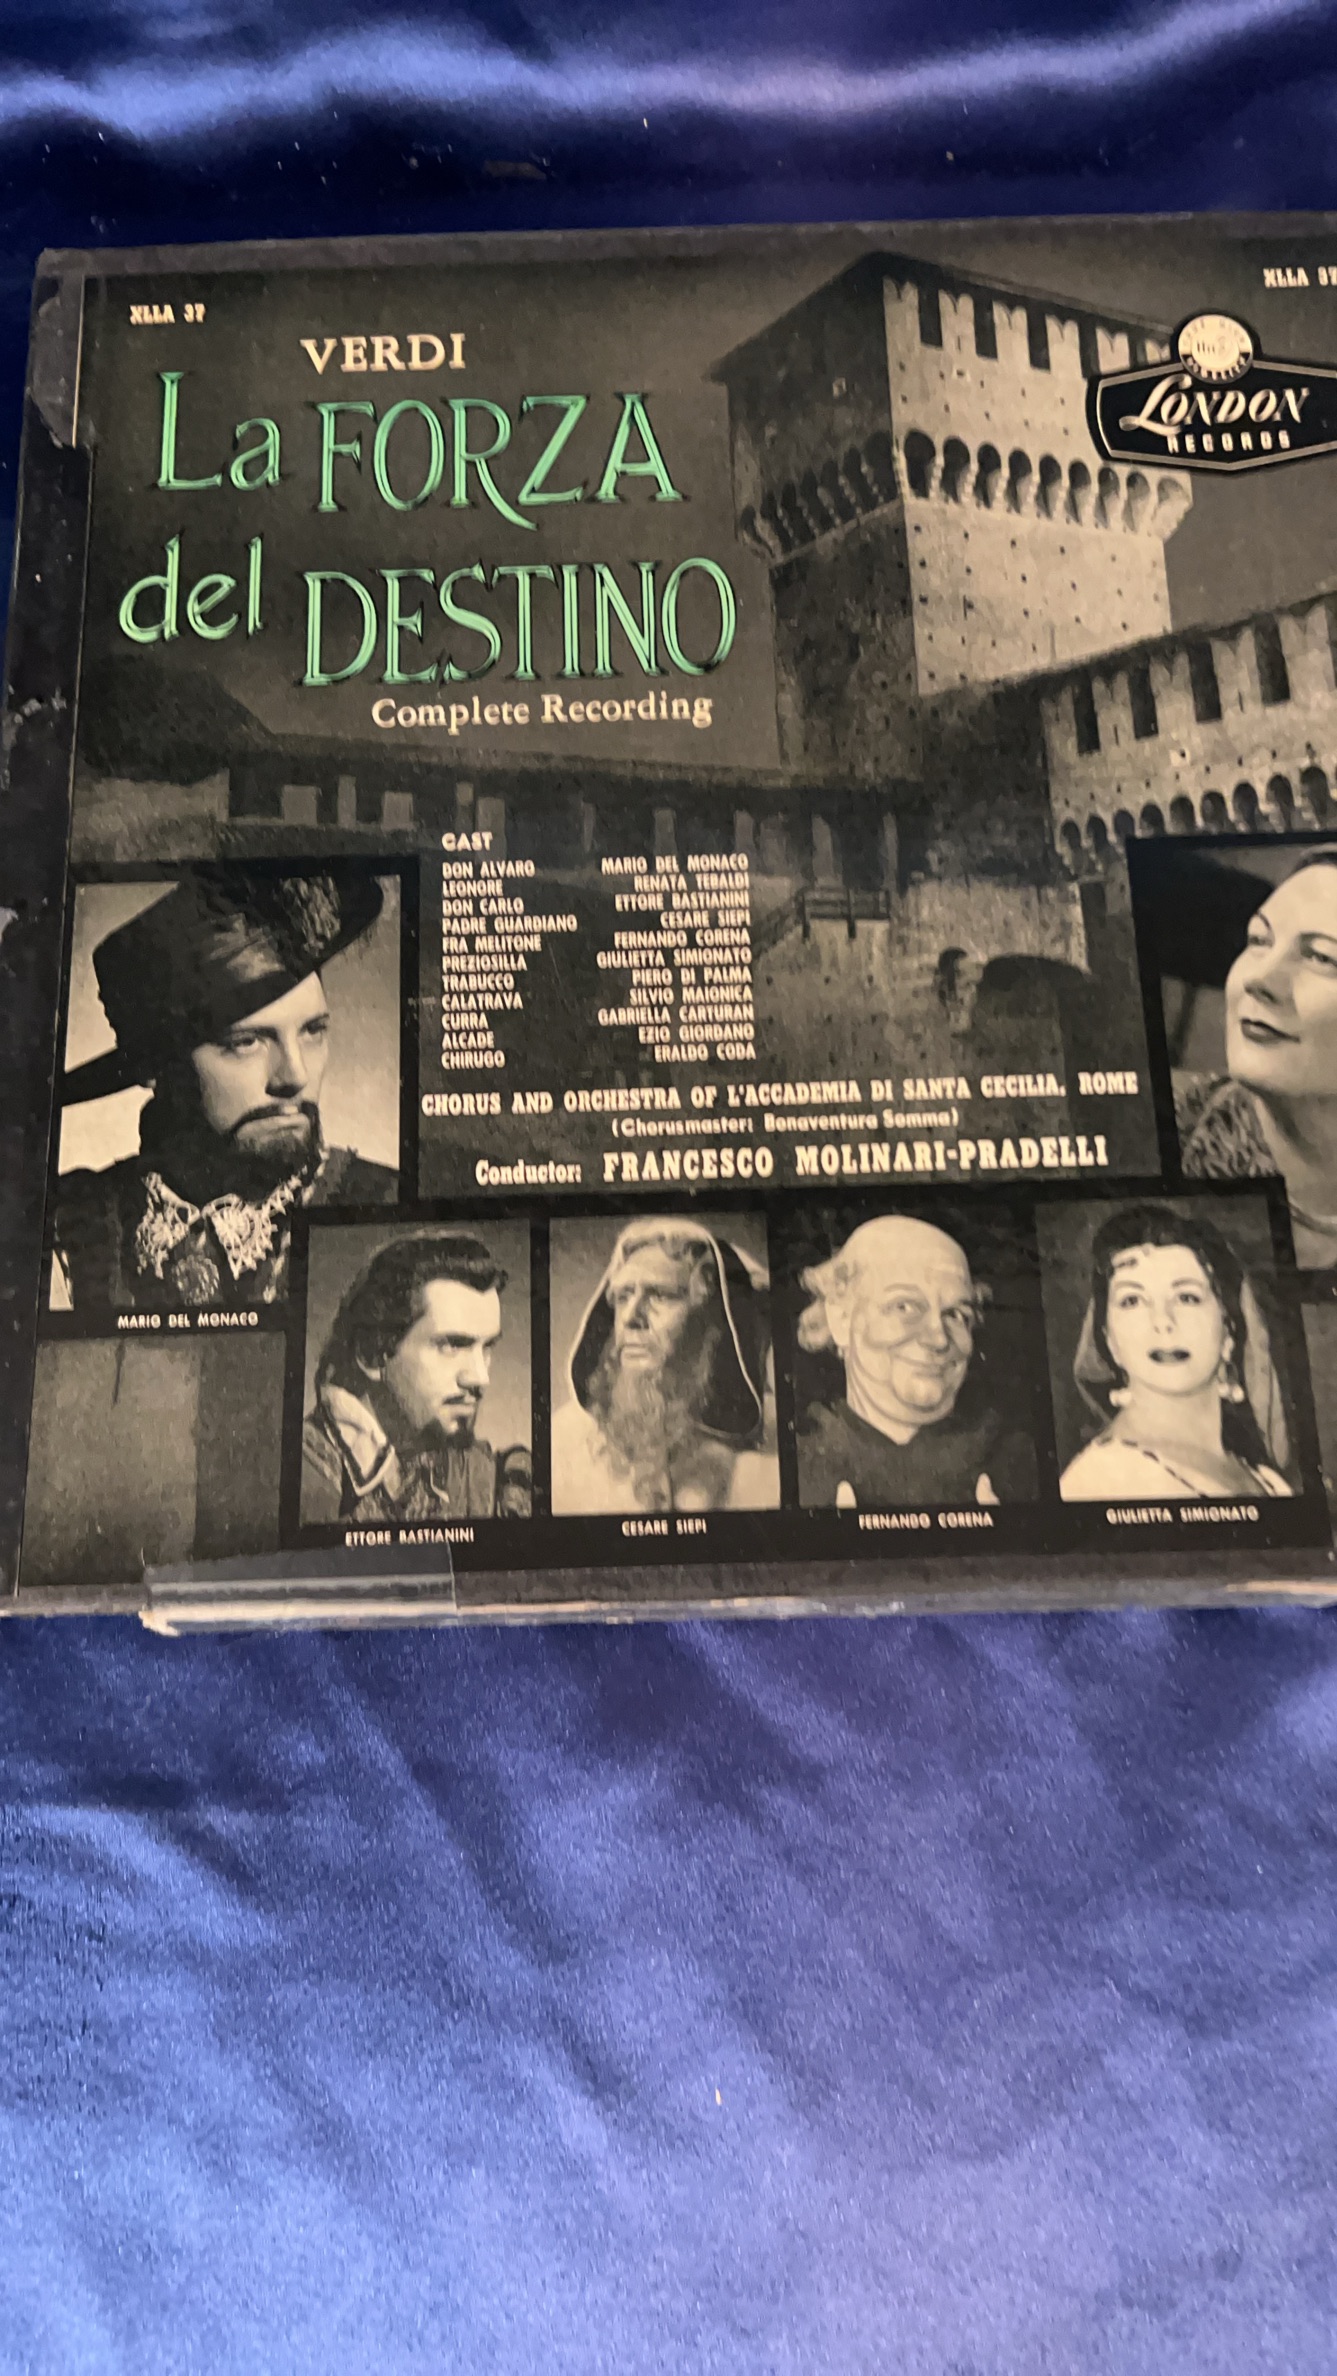 XLLA 37
XLLA 37
VERDI
La FORZA
del DESTINO
Complete Recording
LONDON
RECORDS
CAST
DON ALVARO MARIO DEL MONACO
LEONORE RENATA TEBALDI
DON CARLO ETTORE BASTIANINI
PADRE GUARDIANO CESARE SIEPI
FRA MELITONE FERNANDO CORENA
PREZIOSILLA GIULIETTA SIMIONATO
TRABUCCO PIERO DI PALMA
CALATRAVA SILVIO MAIONICA
CURRA GABRIELLA CARTURAN
ALCADE EZIO GIORDANO
CHIRUGO ERALDO CODA
CHORUS AND ORCHESTRA OF L'ACCADEMIA DI SANTA CECILIA, ROME
(Chorusmaster: Bonaventura Somma)
Conductor: FRANCESCO MOLINARI-PRADELLI
MARIO DEL MONACO
ETTORE BASTIANINI
CESARE SIEPI
FERNANDO CORENA
GIULIETTA SIMIONATO